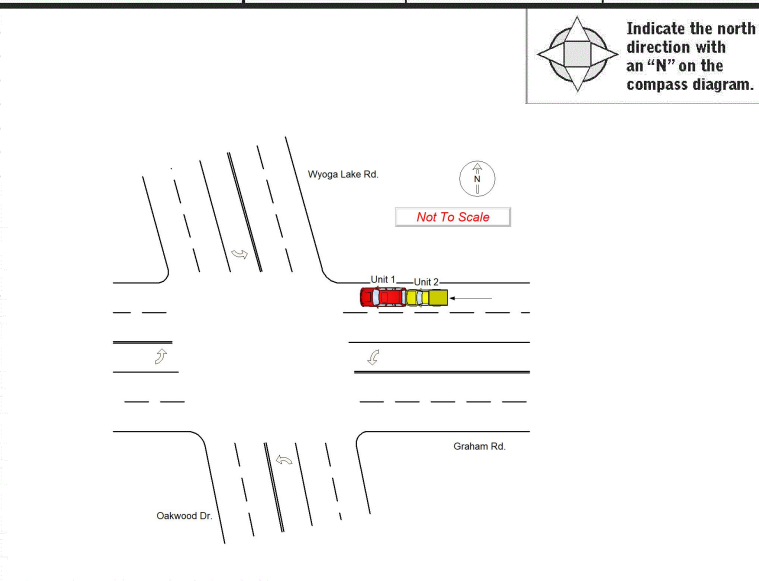 Indicate the north
direction with
an “N” on the
compass diagram.
Wyoga Lake Rd.
N
Not To Scale
Unit 1
Unit 2
Graham Rd.
Oakwood Dr.